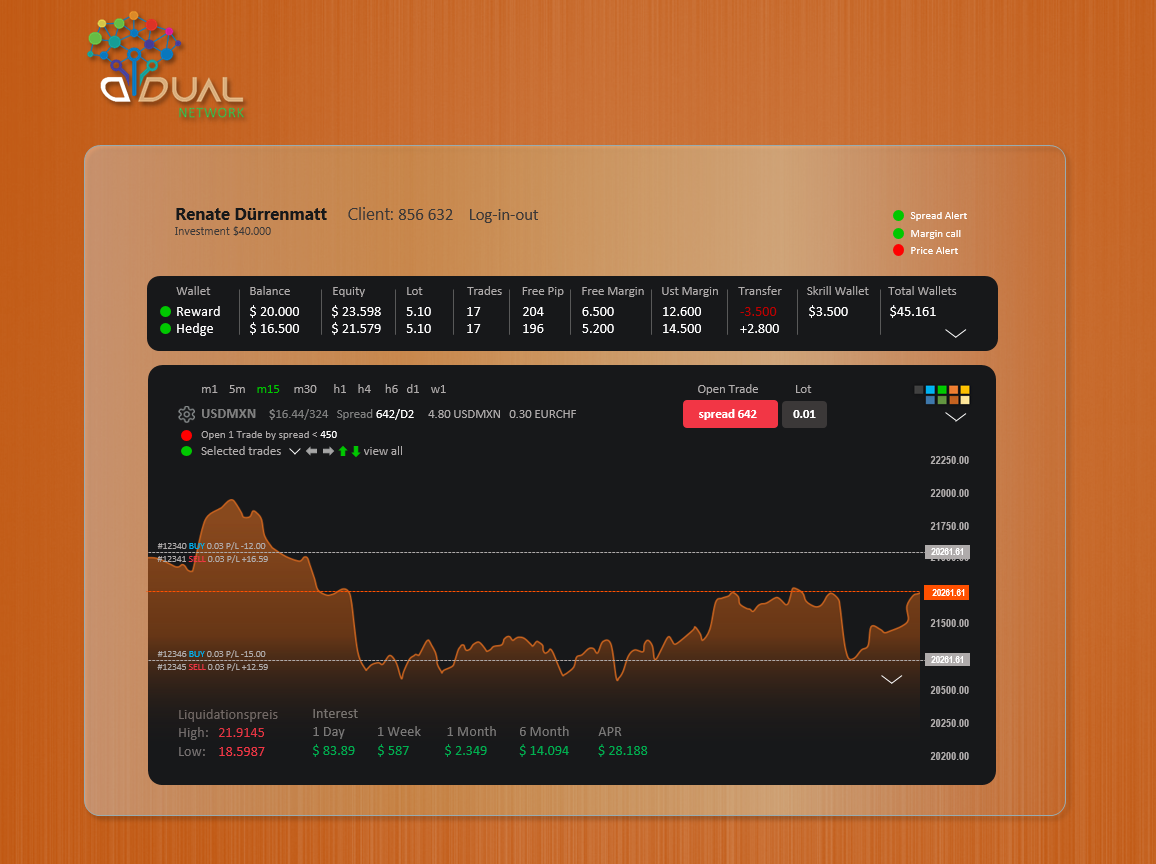 DUAL
NETWORK
Renate Dürrenmatt Client: 856 632 Log-in-out
Investment $40.000
Spread Alert
Margin call
Price Alert
Wallet Balance Equity Lot Trades Free Pip Free Margin Ust Margin Transfer Skrill Wallet Total Wallets
Reward $ 20.000 $ 23.598 5.10 17 204 6.500 12.600 -3.500 $3.500 $45.161
Hedge $ 16.500 $ 21.579 5.10 17 196 5.200 14.500 +2.800
m1 5m m15 m30 h1 h4 h6 d1 w1 Open Trade Lot
USDMXN $16.44/324 Spread 642/D2 4.80 USDMXN 0.30 EURCHF spread 642 0.01
Open 1 Trade by spread < 450
Selected trades view all
22250.00
22000.00
21750.00
#12340 BUY 0.03 P/L -12.00
20261.61
#12341 SELL 0.03 P/L +16.59
20261.61
21500.00
#12346 BUY 0.03 P/L -15.00
20261.61
#12345 SELL 0.03 P/L +12.59
20500.00
20250.00
20200.00
Liquidationspreis Interest
High: 21.9145 1 Day 1 Week 1 Month 6 Month APR
Low: 18.5987 $ 83.89 $ 587 $ 2.349 $ 14.094 $ 28.188